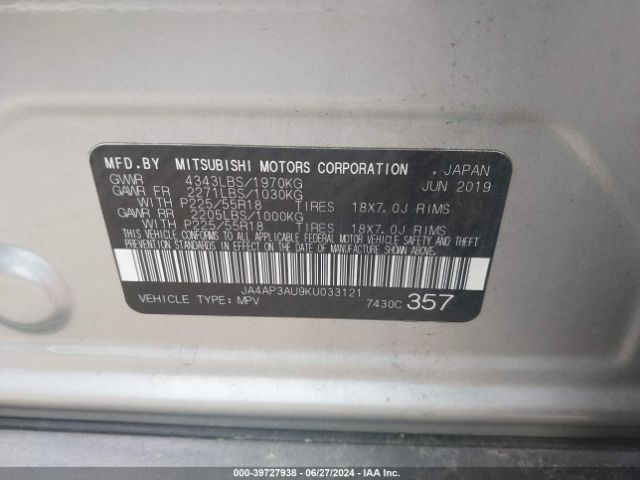 MFD.BY MITSUBISHI MOTORS CORPORATION . JAPAN
GVWR 4343LBS/1970KG JUN 2019
GAWR FR 2271LBS/1030KG
WITH P225/55R18 TIRES 18X7.0J RIMS
GAWR RR 2205LBS/1000KG
WITH P225/55R18 TIRES 18X7.0J RIMS
THIS VEHICLE CONFORMS TO ALL APPLICABLE FEDERAL MOTOR VEHICLE SAFETY AND THEFT
PREVENTION STANDARDS IN EFFECT ON THE DATE OF MANUFACTURE SHOWN ABOVE.
JA4AP3AU9KU033121
VEHICLE TYPE: MPV 7430C 357
000-39727938 - 06/27/2024 - IAA Inc.